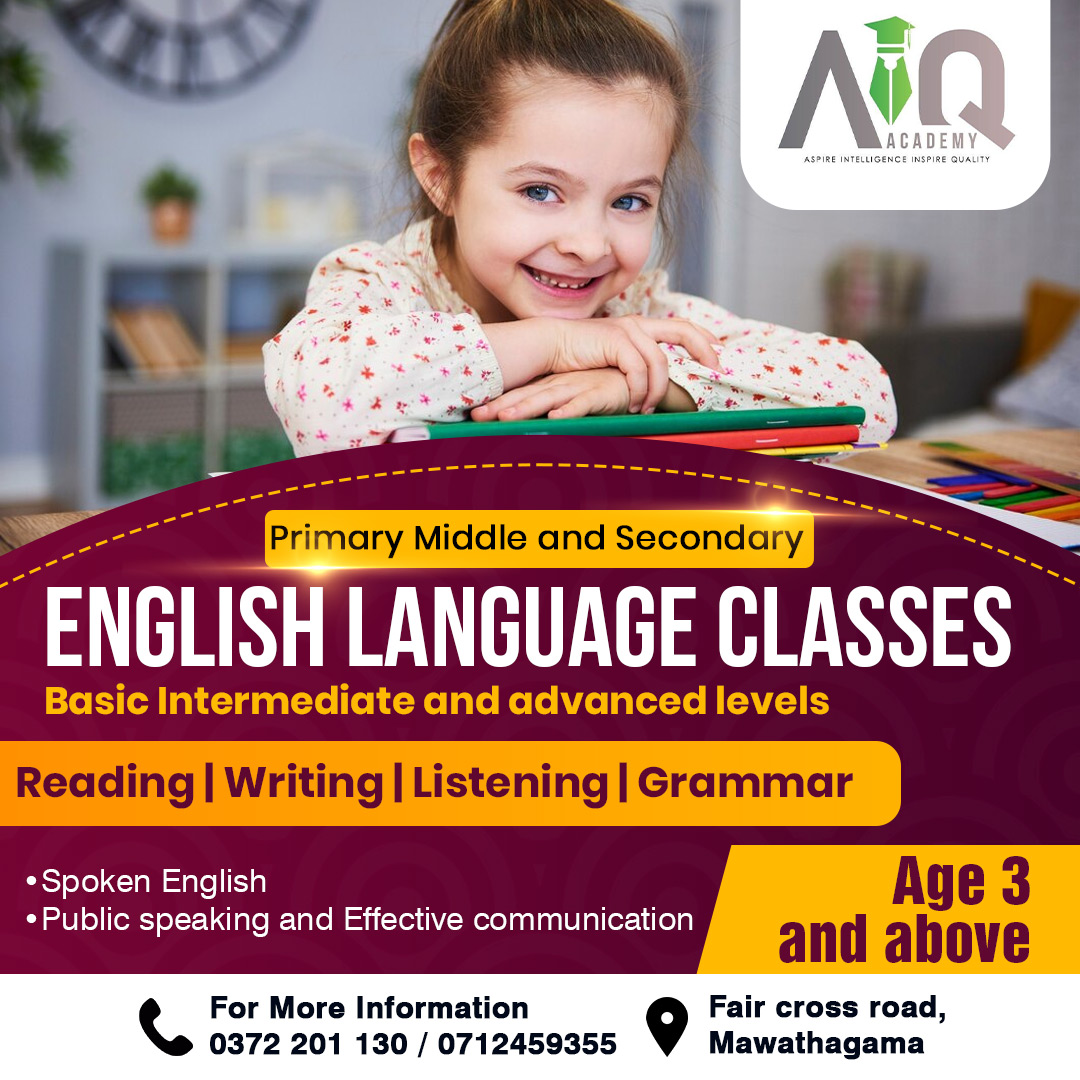 AIQ
ACADEMY
ASPIRE INTELLIGENCE INSPIRE QUALITY
Primary Middle and Secondary
ENGLISH LANGUAGE CLASSES
Basic Intermediate and advanced levels
Reading | Writing | Listening | Grammar
•Spoken English
•Public speaking and Effective communication
Age 3
and above
For More Information
0372 201 130 / 0712459355
Fair cross road,
Mawathagama